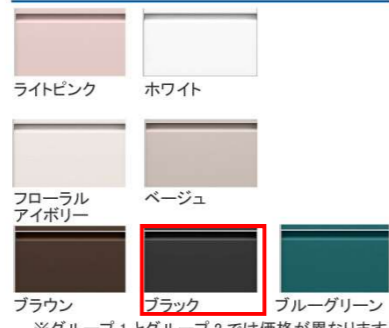 ライトピンク
ホワイト
フローラル
アイボリー
ベージュ
ブラウン
ブラック
ブルーグリーン
※グループ１とグループ２では価格が異なります